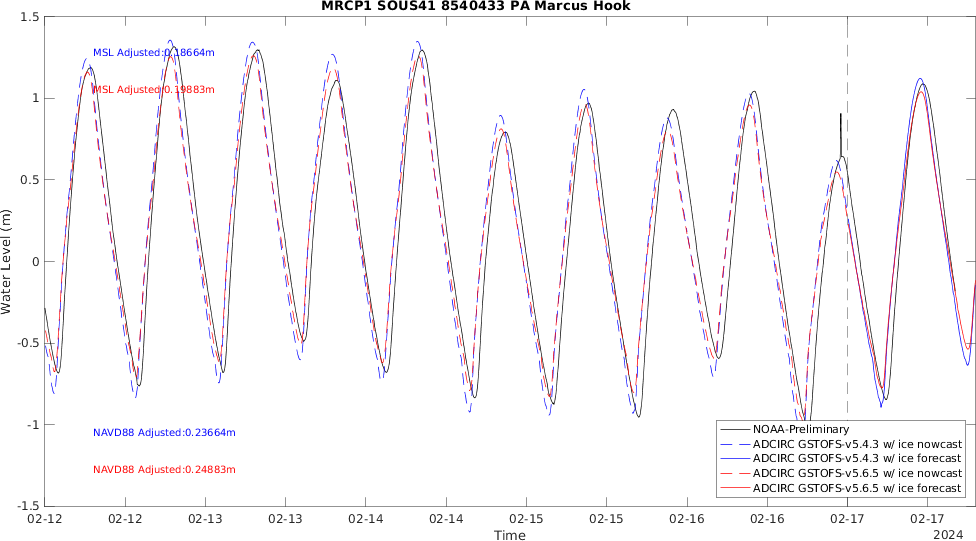 MRCP1 SOUS41 8540433 PA Marcus Hook
1.5
MSL Adjusted:0.18664m
MSL Adjusted:0.19883m
1
0.5
0
-0.5
-1
-1.5
Water Level (m)
NAVD88 Adjusted:0.23664m
NAVD88 Adjusted:0.24883m
NOAA-Preliminary
ADCIRC GSTOFS-v5.4.3 w/ ice nowcast
ADCIRC GSTOFS-v5.4.3 w/ ice forecast
ADCIRC GSTOFS-v5.6.5 w/ ice nowcast
ADCIRC GSTOFS-v5.6.5 w/ ice forecast
02-12 02-12 02-13 02-13 02-14 02-14 02-15 02-15 02-16 02-16 02-17 02-17
Time
2024